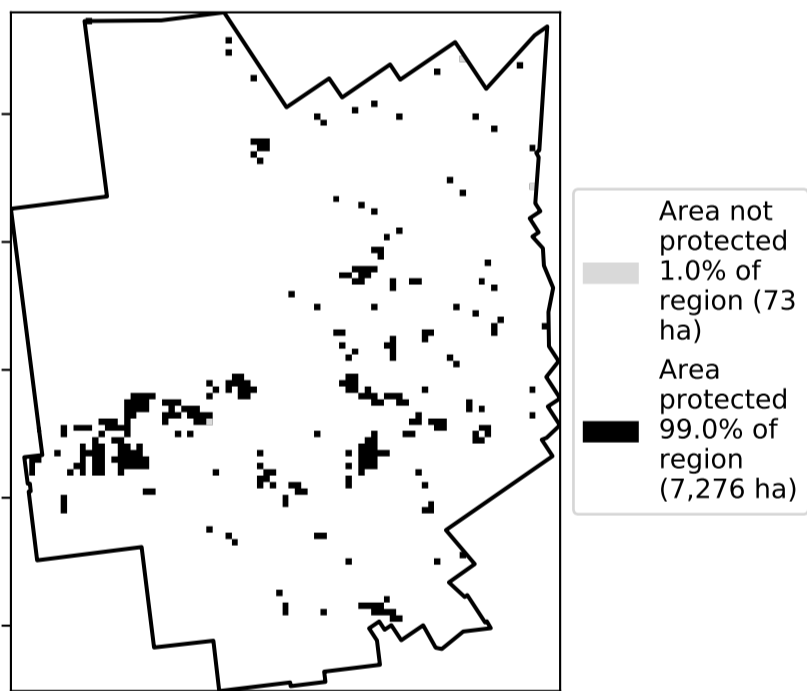 Area not
protected
1.0% of
region (73
ha)
Area
protected
99.0% of
region
(7,276 ha)